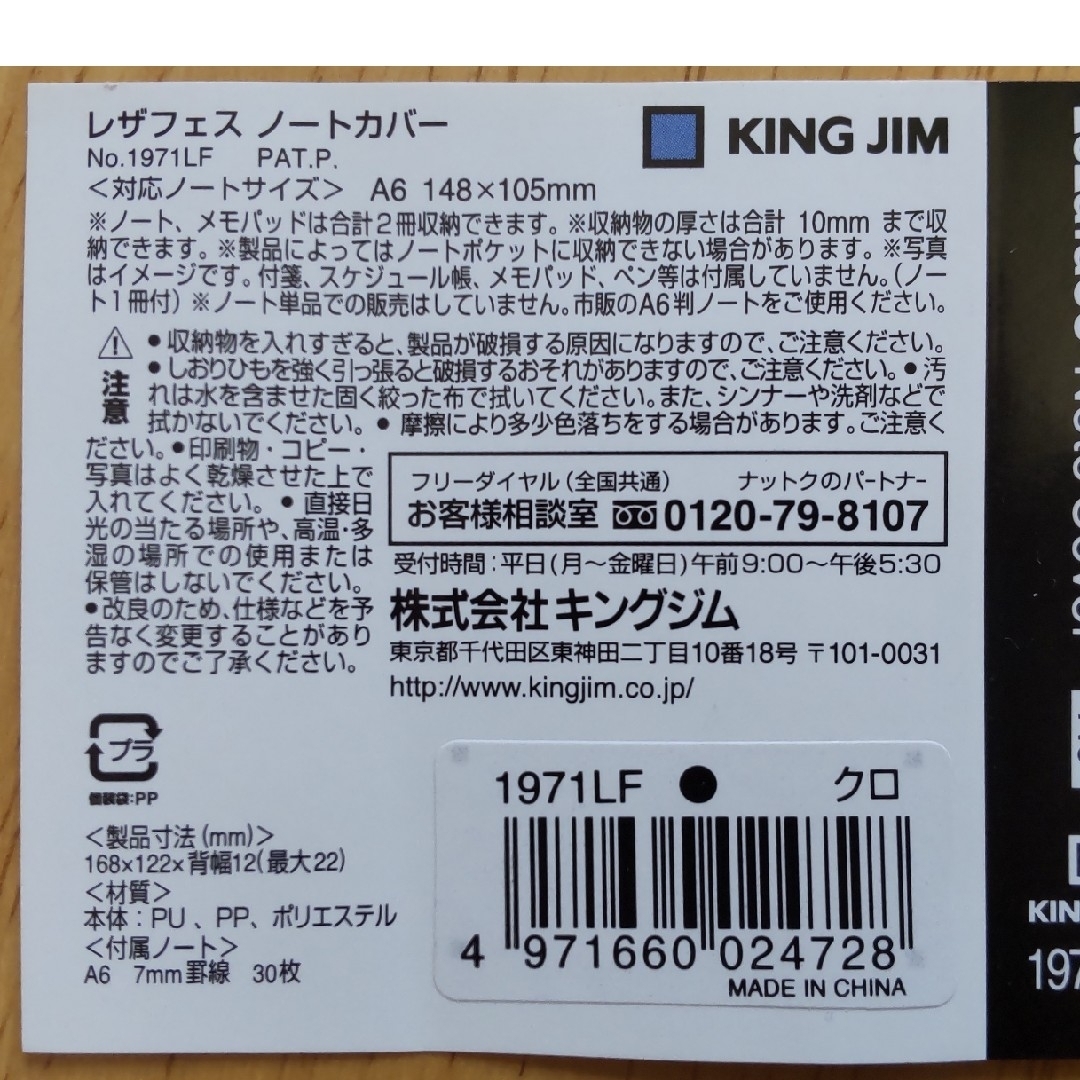 レザフェス ノートカバー
KING JIM
No.1971LF PAT.P.
<対応ノートサイズ> A6 148×105mm
※ノート、メモパッドは合計2冊収納できます。※収納物の厚さは合計 10mm まで収
納できます。※製品によってはノートポケットに収納できない場合があります。※写真
はイメージです。付箋、スケジュール帳、メモパッド、ペン等は付属していません。(ノー
ト1冊付) ※ノート単品での販売はしていません。市販のA6判ノートをご使用ください。
注意
●収納物を入れすぎると、製品が破損する原因になりますので、ご注意ください。
●しおりひもを強く引っ張ると破損するおそれがありますので、ご注意ください。●汚
れは水を含ませた固く絞った布で拭いてください。また、シンナーや洗剤などで
拭かないでください。●摩擦により多少色落ちをする場合があります。ご注意く
ださい。●印刷物・コピー・
写真はよく乾燥させた上で
入れてください。●直接日
光の当たる場所や、高温・多
湿の場所での使用または
保管はしないでください。
●改良のため、仕様などを予
告なく変更することがあり
ますのでご了承ください。
フリーダイヤル(全国共通) ナットクのパートナー
お客様相談室 0120-79-8107
受付時間:平日(月〜金曜日)午前9:00〜午後5:30
株式会社 キングジム
東京都千代田区東神田二丁目10番18号 〒101-0031
http://www.kingjim.co.jp/
プラ
個装袋:PP
<製品寸法(mm)>
168×122×背幅12(最大22)
<材質>
本体:PU、PP、ポリエステル
<付属ノート>
A6 7mm罫線 30枚
1971LF ● クロ
4 971660 024728
MADE IN CHINA
KIN
197